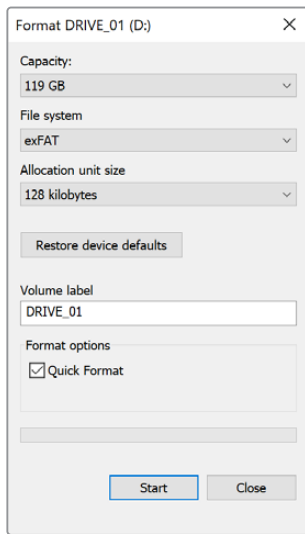 Format DRIVE_01 (D:)
Capacity:
119 GB
File system
exFAT
Allocation unit size
128 kilobytes
Restore device defaults
Volume label
DRIVE_01
Format options
Quick Format
Start Close